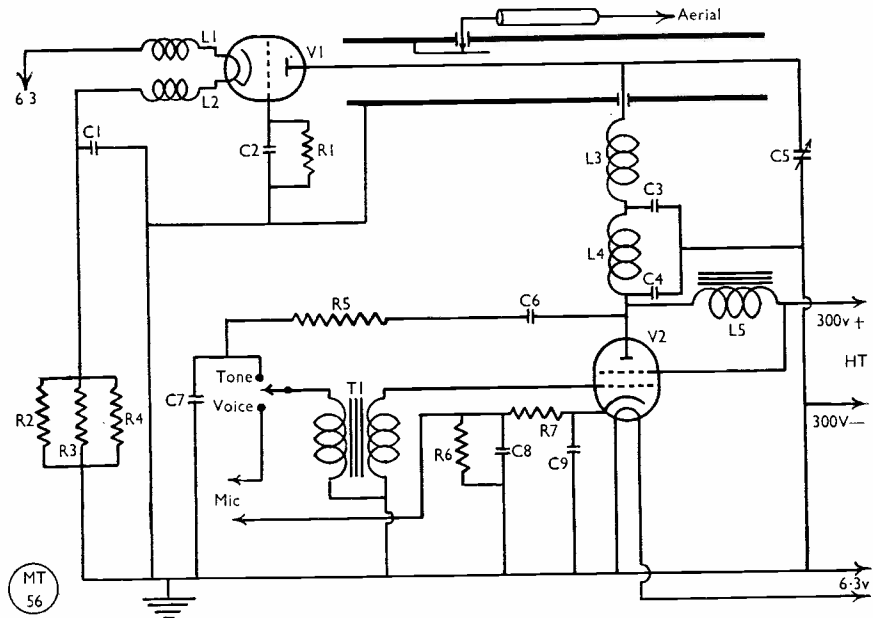 Aerial
L1
V1
6.3
L2
C1
C2
R1
L3
C3
C5
L4
C4
R5
C6
L5
300v +
V2
HT
Tone
T1
C7
Voice
300V—
R2
R3
R4
R7
R6
C8
C9
Mic
MT
56
6·3v